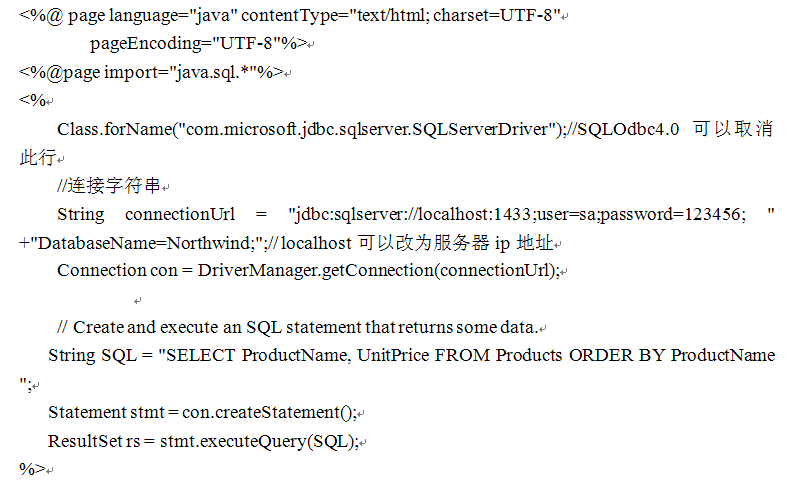 <%@ page language="java" contentType="text/html; charset=UTF-8"
pageEncoding="UTF-8"%>
<%@page import="java.sql.*"%>
<%
Class.forName("com.microsoft.jdbc.sqlserver.SQLServerDriver");//SQLOdbc4.0 可以取消
此行
//连接字符串
String connectionUrl = "jdbc:sqlserver://localhost:1433;user=sa;password=123456; "
+"DatabaseName=Northwind;";// localhost 可以改为服务器 ip 地址
Connection con = DriverManager.getConnection(connectionUrl);
// Create and execute an SQL statement that returns some data.
String SQL = "SELECT ProductName, UnitPrice FROM Products ORDER BY ProductName
";
Statement stmt = con.createStatement();
ResultSet rs = stmt.executeQuery(SQL);
%>